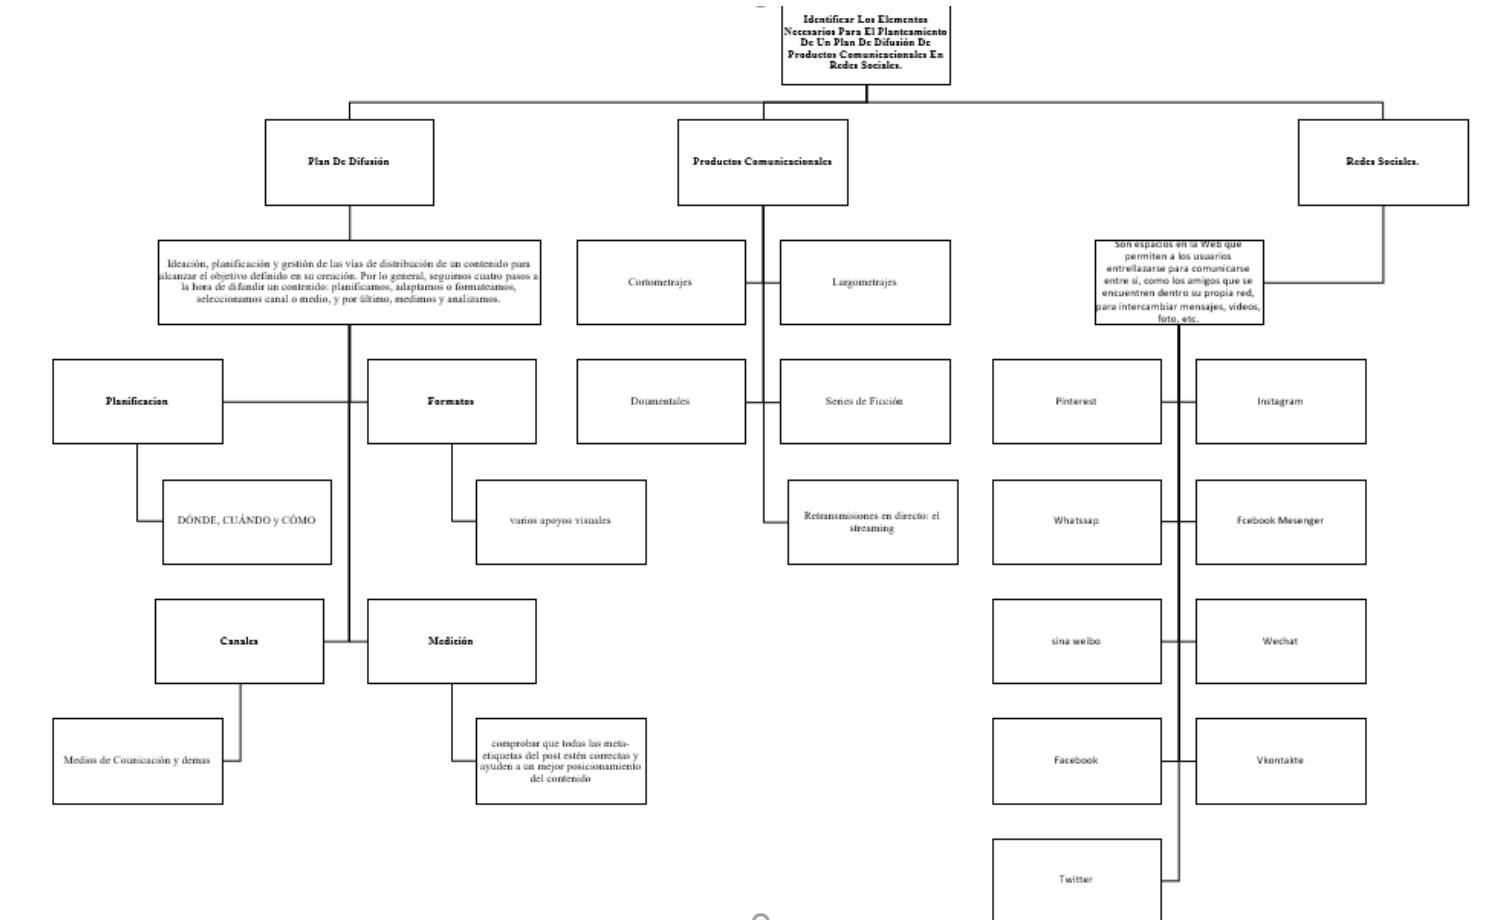 Identificar Los Elementos
Necesarios Para El Planteamiento
De Un Plan De Difusión De
Productos Comunicacionales En
Redes Sociales.
Plan De Difusión
Productos Comunicacionales
Redes Sociales.
Ideación, planificación y gestión de las vías de distribución de un contenido para
alcanzar el objetivo definido en su creación. Por lo general, seguimos cuatro pasos a
la hora de difundir un contenido: planificamos, adaptamos o formateamos,
seleccionamos canal o medio, y por último, medimos y analizamos.
Cortometrajes
Largometrajes
Son espacios en la Web que
permiten a los usuarios
entrellazarse para comunicarse
entre sí, como los amigos que se
encuentren dentro su propia red,
para intercambiar mensajes, vídeos,
foto, etc.
Planificacion
Formatos
Doumentales
Series de Ficción
Pinterest
Instagram
DÓNDE, CUÁNDO y CÓMO
varios apoyos visuales
Retransmisiones en directo: el
streaming
Whatssap
Fcebook Mesenger
Canales
Medición
sina weibo
Wechat
Medios de Counicación y demas
comprobar que todas las meta-
etiquetas del post estén correctas y
ayuden a un mejor posicionamiento
del contenido
Facebook
Vkontakte
Twitter